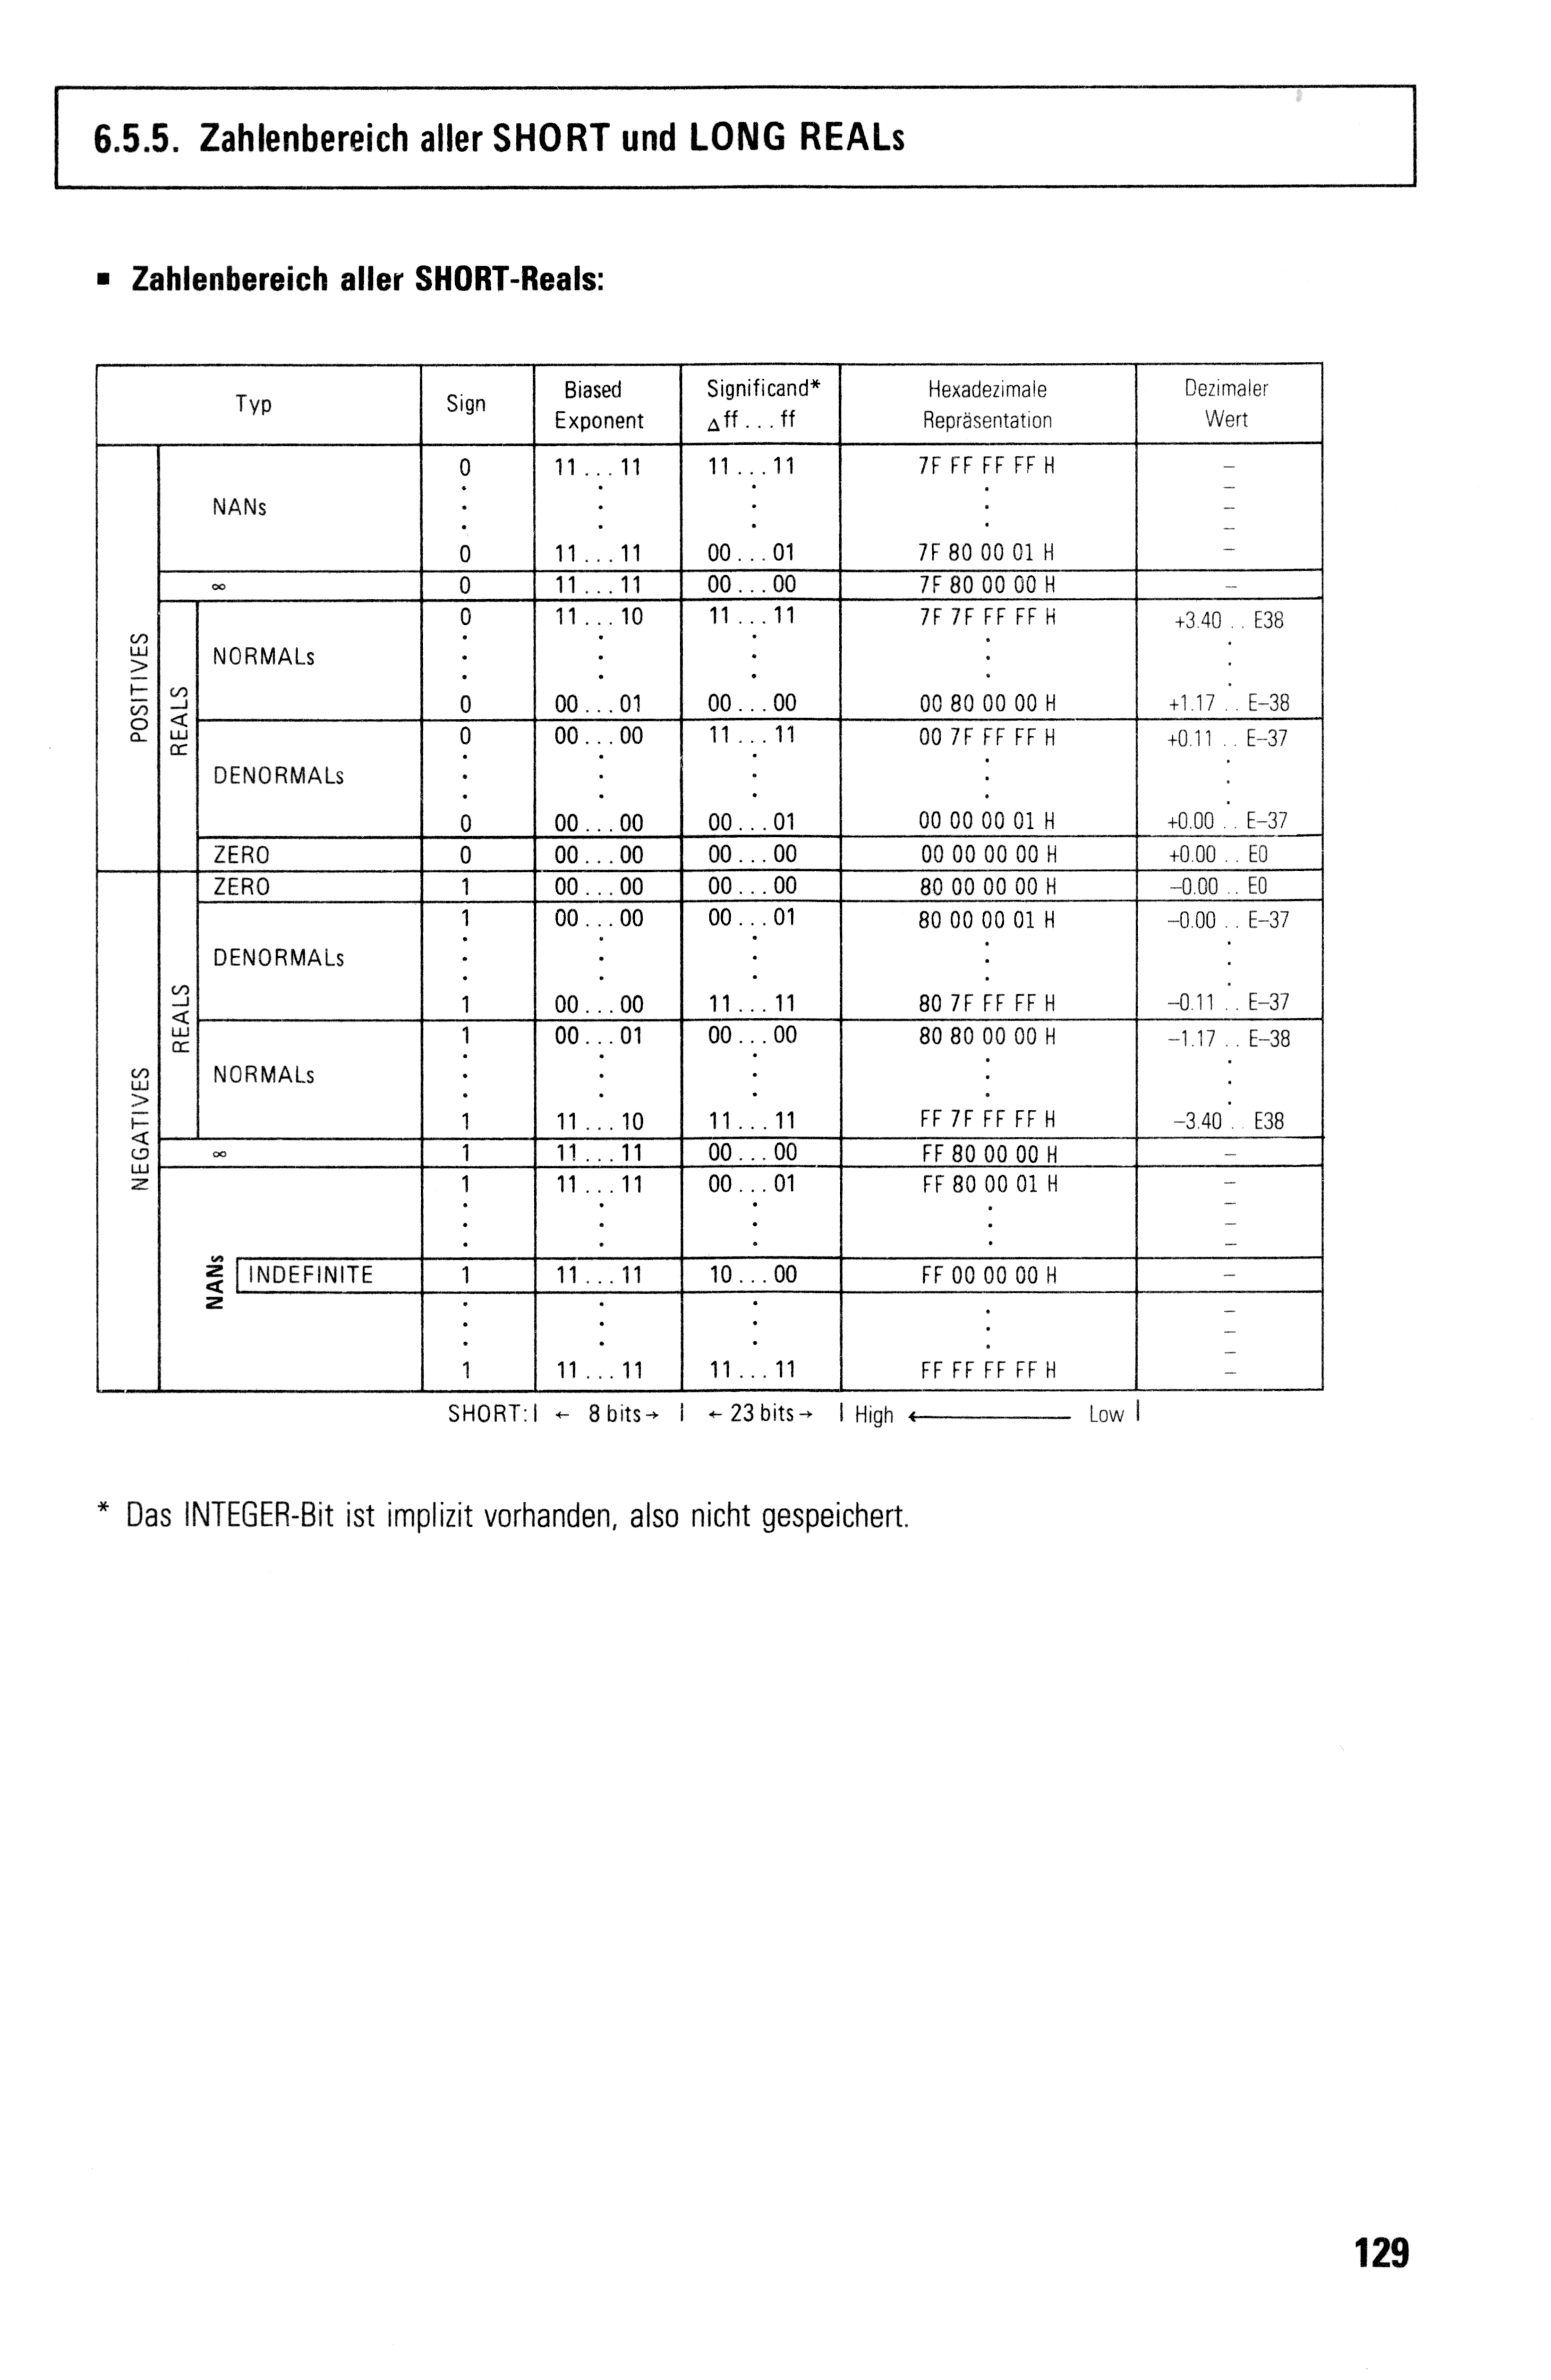 6.5.5. Zahlenbereich aller SHORT und LONG REALs
▪ Zahlenbereich aller SHORT-Reals:
Typ Sign Biased Exponent Significand* Δff...ff Hexadezimale Repräsentation Dezimaler Wert
POSITIVES
NANs
0 11...11 11...11 7F FF FF FF H –
0 11...11 00...01 7F 80 00 01 H –
∞ 0 11...11 00...00 7F 80 00 00 H –
REALS
NORMALs
0 11...10 11...11 7F 7F FF FF H +3.40 .. E38
0 00...01 00...00 00 80 00 00 H +1.17 .. E–38
DENORMALs
0 00...00 11...11 00 7F FF FF H +0.11 .. E–37
0 00...00 00...01 00 00 00 01 H +0.00 .. E–37
ZERO 0 00...00 00...00 00 00 00 00 H +0.00 .. E0
NEGATIVES
REALS
ZERO 1 00...00 00...00 80 00 00 00 H –0.00 .. E0
DENORMALs
1 00...00 00...01 80 00 00 01 H –0.00 .. E–37
1 00...00 11...11 80 7F FF FF H –0.11 .. E–37
NORMALs
1 00...01 00...00 80 80 00 00 H –1.17 .. E–38
1 11...10 11...11 FF 7F FF FF H –3.40 .. E38
∞ 1 11...11 00...00 FF 80 00 00 H –
NANs
1 11...11 00...01 FF 80 00 01 H –
INDEFINITE 1 11...11 10...00 FF 00 00 00 H –
1 11...11 11...11 FF FF FF FF H –
SHORT: | ← 8 bits → | ← 23 bits → | High ← Low |
* Das INTEGER-Bit ist implizit vorhanden, also nicht gespeichert.
129